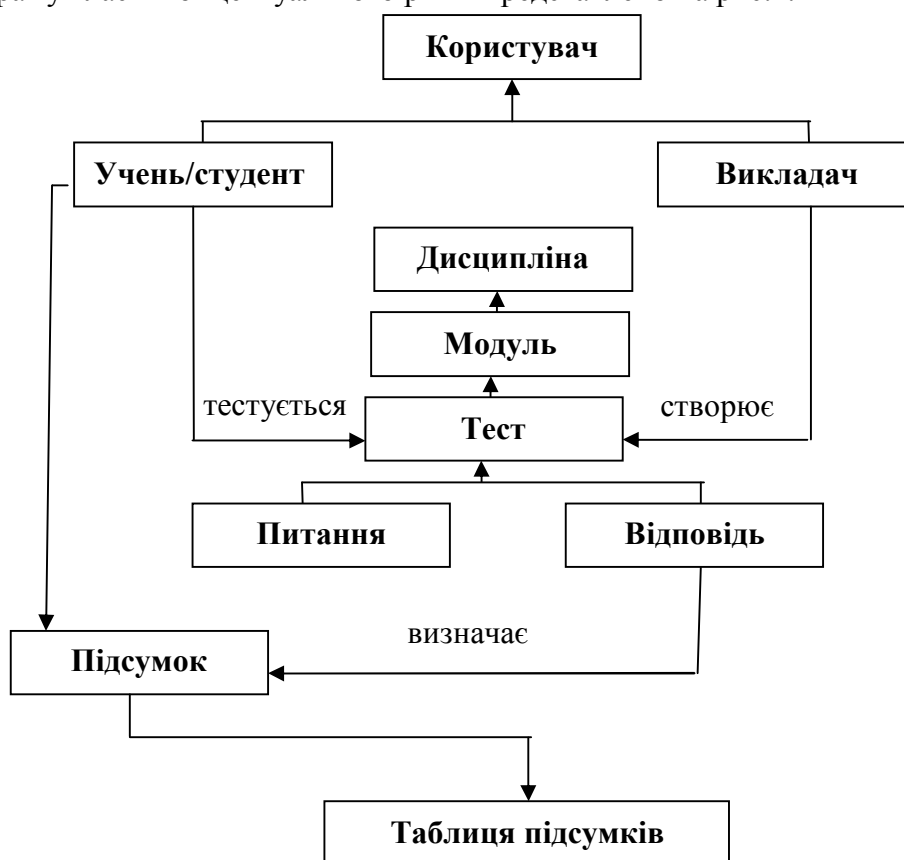 Користувач
Учень/студент
Викладач
Дисципліна
Модуль
тестується
створює
Тест
Питання
Відповідь
визначає
Підсумок
Таблиця підсумків